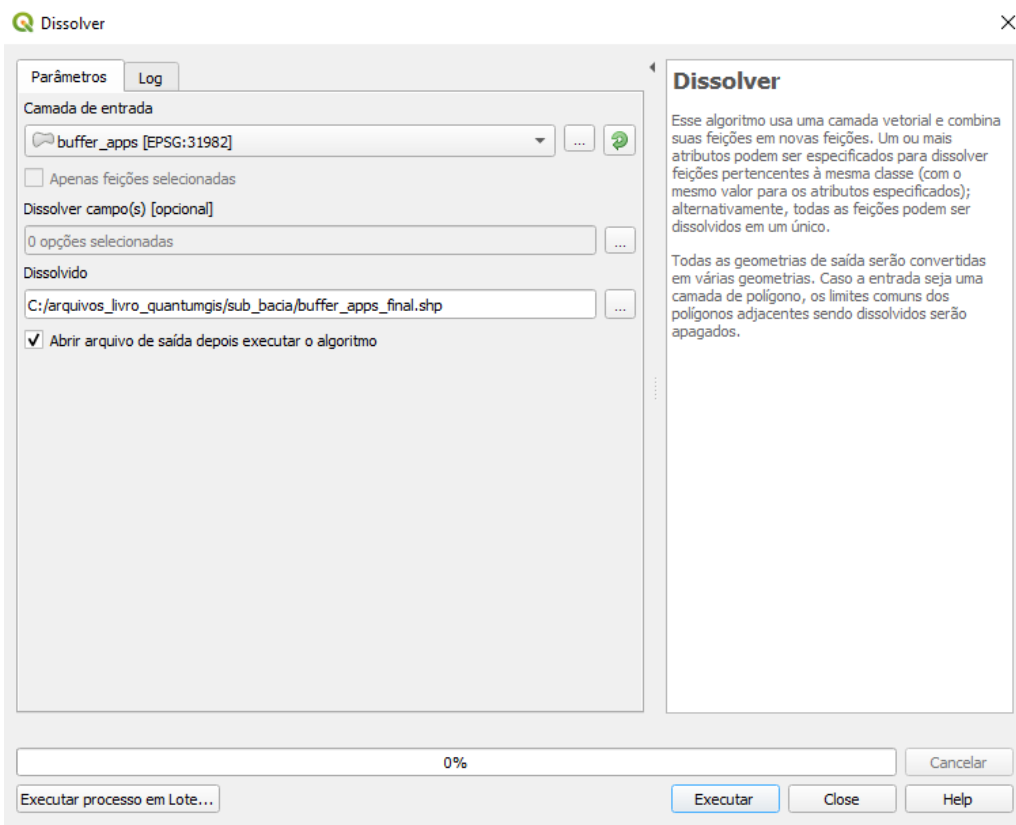 Dissolver
Parâmetros
Log
Camada de entrada
buffer_apps [EPSG:31982]
...
Apenas feições selecionadas
Dissolver campo(s) [opcional]
0 opções selecionadas
...
Dissolvido
C:/arquivos_livro_quantumgis/sub_bacia/buffer_apps_final.shp
...
Abrir arquivo de saída depois executar o algoritmo
Dissolver
Esse algoritmo usa uma camada vetorial e combina
suas feições em novas feições. Um ou mais
atributos podem ser especificados para dissolver
feições pertencentes à mesma classe (com o
mesmo valor para os atributos especificados);
alternativamente, todas as feições podem ser
dissolvidos em um único.
Todas as geometrias de saída serão convertidas
em várias geometrias. Caso a entrada seja uma
camada de polígono, os limites comuns dos
polígonos adjacentes sendo dissolvidos serão
apagados.
0%
Cancelar
Executar processo em Lote...
Executar
Close
Help